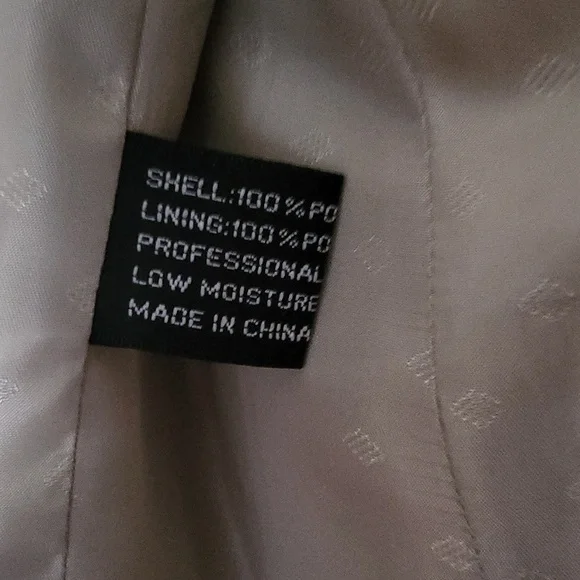 SHELL:100%PO
LINING:100%PO
PROFESSIONAL
LOW MOISTURE
MADE IN CHINA